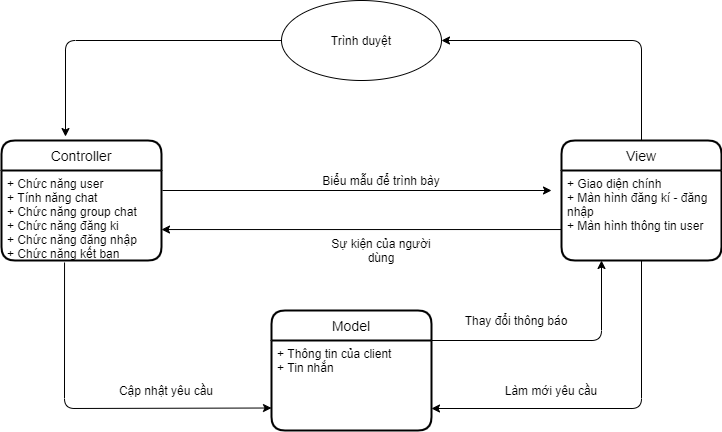 Trình duyệt
Controller
+ Chức năng user
+ Tính năng chat
+ Chức năng group chat
+ Chức năng đăng kí
+ Chức năng đăng nhập
+ Chức năng kết bạn
Biểu mẫu để trình bày
Sự kiện của người
dùng
View
+ Giao diện chính
+ Màn hình đăng kí - đăng
nhập
+ Màn hình thông tin user
Model
+ Thông tin của client
+ Tin nhắn
Thay đổi thông báo
Cập nhật yêu cầu
Làm mới yêu cầu